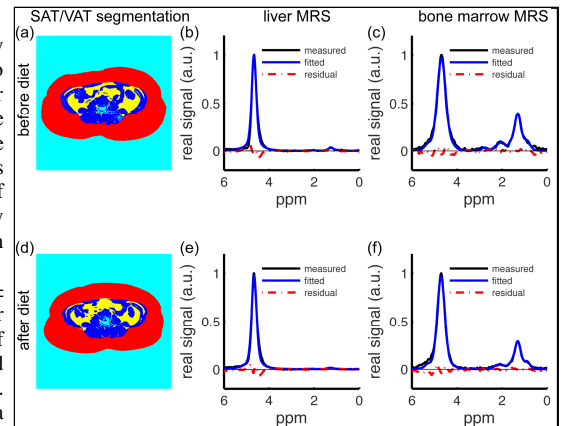 SAT/VAT segmentation liver MRS bone marrow MRS
(a) (b) (c)
before diet
real signal (a.u.)
1
0.5
0
measured
fitted
residual
6 4 2 0
ppm
real signal (a.u.)
1
0.5
0
measured
fitted
residual
6 4 2 0
ppm
(d) (e) (f)
after diet
real signal (a.u.)
1
0.5
0
measured
fitted
residual
6 4 2 0
ppm
real signal (a.u.)
1
0.5
0
measured
fitted
residual
6 4 2 0
ppm